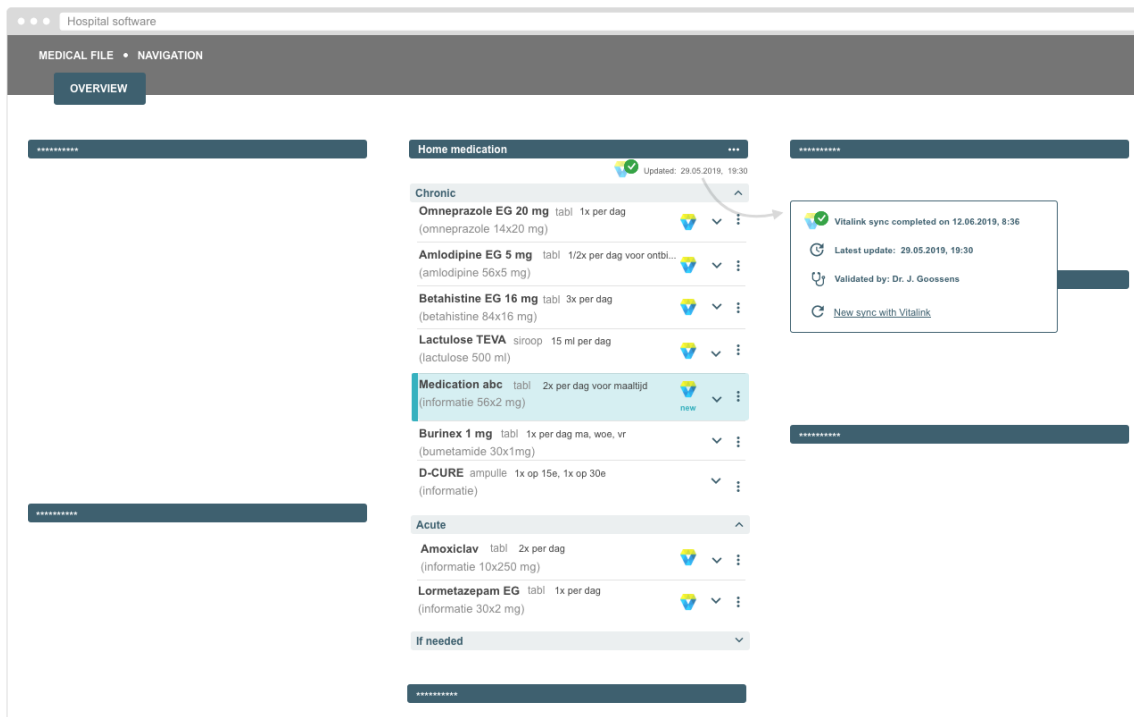 Hospital software
MEDICAL FILE • NAVIGATION
OVERVIEW
**********
**********
Home medication
Updated: 29.05.2019, 19:30
Chronic
Omneprazole EG 20 mg tabl 1x per dag
(omneprazole 14x20 mg)
Amlodipine EG 5 mg tabl 1/2x per dag voor ontbi...
(amlodipine 56x5 mg)
Betahistine EG 16 mg tabl 3x per dag
(betahistine 84x16 mg)
Lactulose TEVA siroop 15 ml per dag
(lactulose 500 ml)
Medication abc tabl 2x per dag voor maaltijd
(informatie 56x2 mg)
new
Burinex 1 mg tabl 1x per dag ma, woe, vr
(bumetamide 30x1mg)
D-CURE ampulle 1x op 15e, 1x op 30e
(informatie)
Acute
Amoxiclav tabl 2x per dag
(informatie 10x250 mg)
Lormetazepam EG tabl 1x per dag
(informatie 30x2 mg)
If needed
**********
**********
Vitalink sync completed on 12.06.2019, 8:36
Latest update: 29.05.2019, 19:30
Validated by: Dr. J. Goossens
New sync with Vitalink
**********